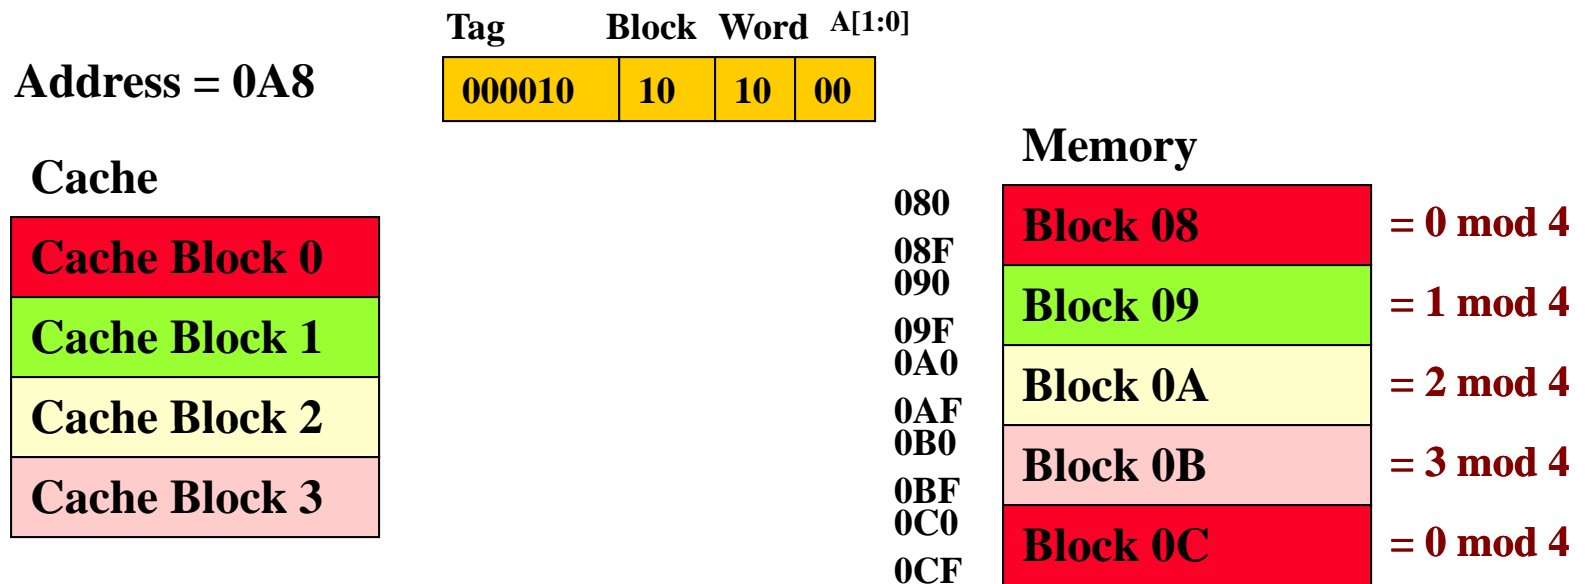 Tag Block Word A[1:0]
Address = 0A8
000010 10 10 00
Cache
Cache Block 0
Cache Block 1
Cache Block 2
Cache Block 3
Memory
080
08F
Block 08 = 0 mod 4
090
09F
Block 09 = 1 mod 4
0A0
0AF
Block 0A = 2 mod 4
0B0
0BF
Block 0B = 3 mod 4
0C0
0CF
Block 0C = 0 mod 4